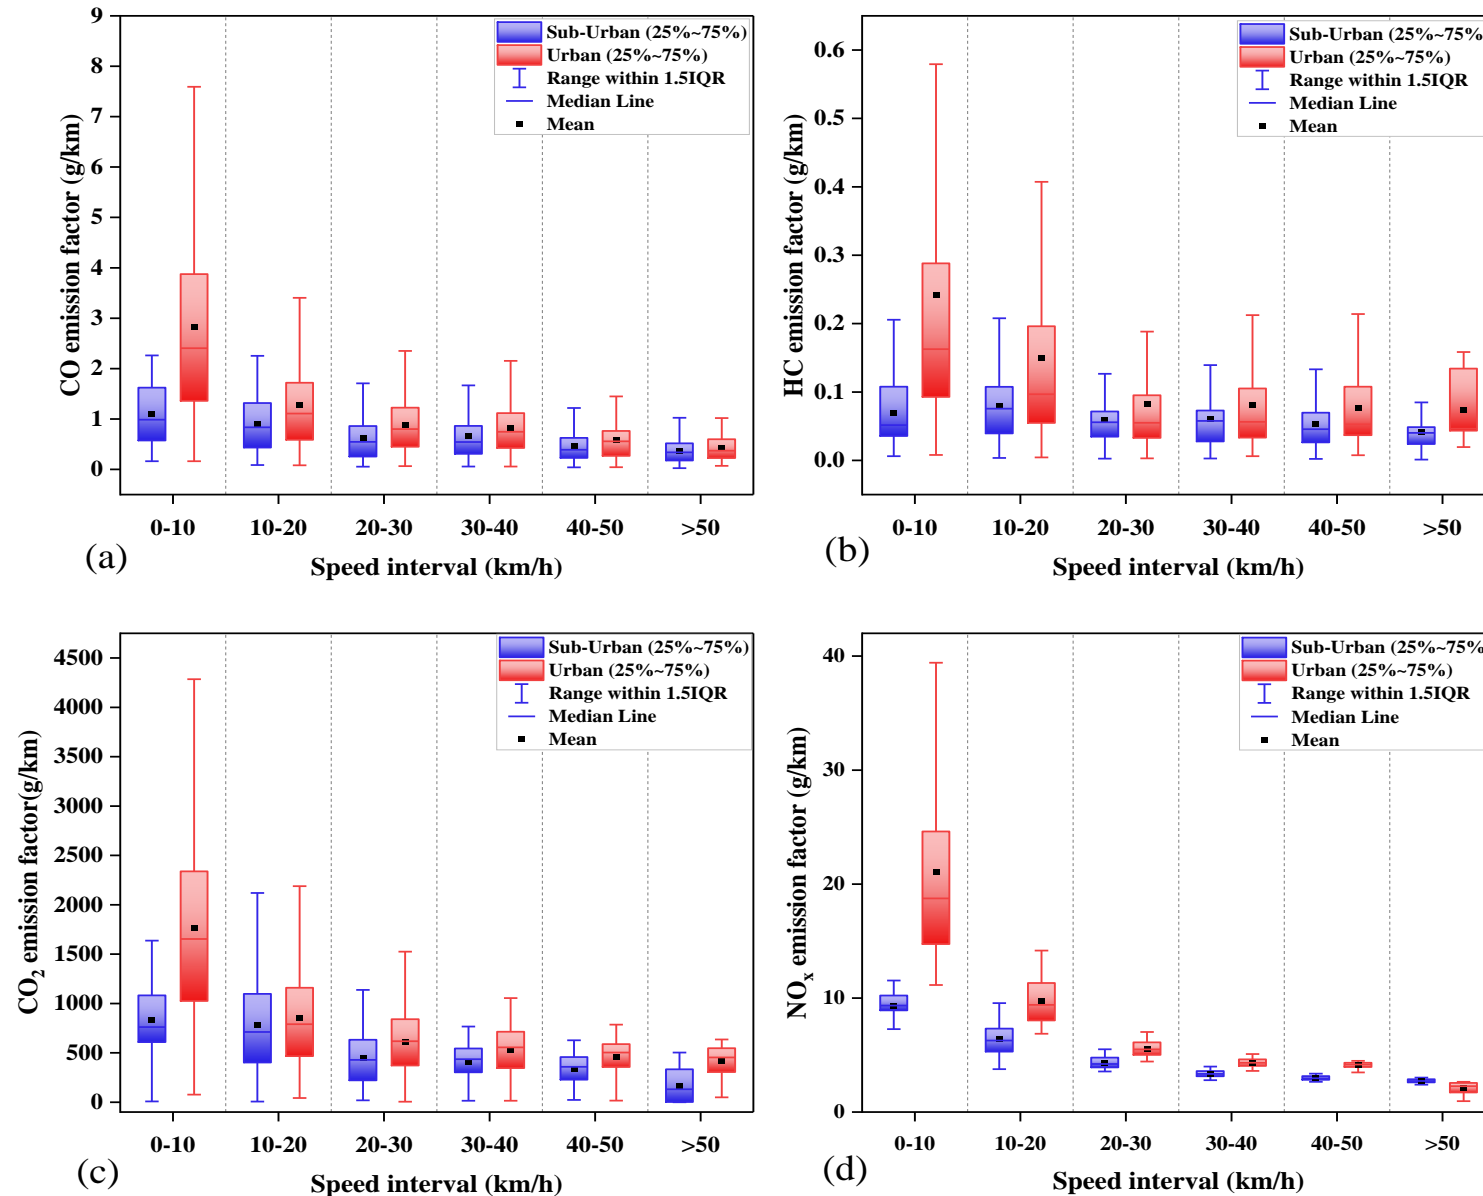 CO emission factor (g/km)
9
8
7
6
5
4
3
2
1
0
Sub-Urban (25%~75%)
Urban (25%~75%)
Range within 1.5IQR
Median Line
Mean
0-10 10-20 20-30 30-40 40-50 >50
Speed interval (km/h)
(a)
HC emission factor (g/km)
0.6
0.5
0.4
0.3
0.2
0.1
0.0
Sub-Urban (25%~75%
Urban (25%~75%)
Range within 1.5IQR
Median Line
Mean
0-10 10-20 20-30 30-40 40-50 >50
Speed interval (km/h)
(b)
CO₂ emission factor(g/km)
4500
4000
3500
3000
2500
2000
1500
1000
500
0
Sub-Urban (25%~75%)
Urban (25%~75%)
Range within 1.5IQR
Median Line
Mean
0-10 10-20 20-30 30-40 40-50 >50
Speed interval (km/h)
(c)
NOₓ emission factor (g/km)
40
30
20
10
0
Sub-Urban (25%~75%
Urban (25%~75%)
Range within 1.5IQR
Median Line
Mean
0-10 10-20 20-30 30-40 40-50 >50
Speed interval (km/h)
(d)